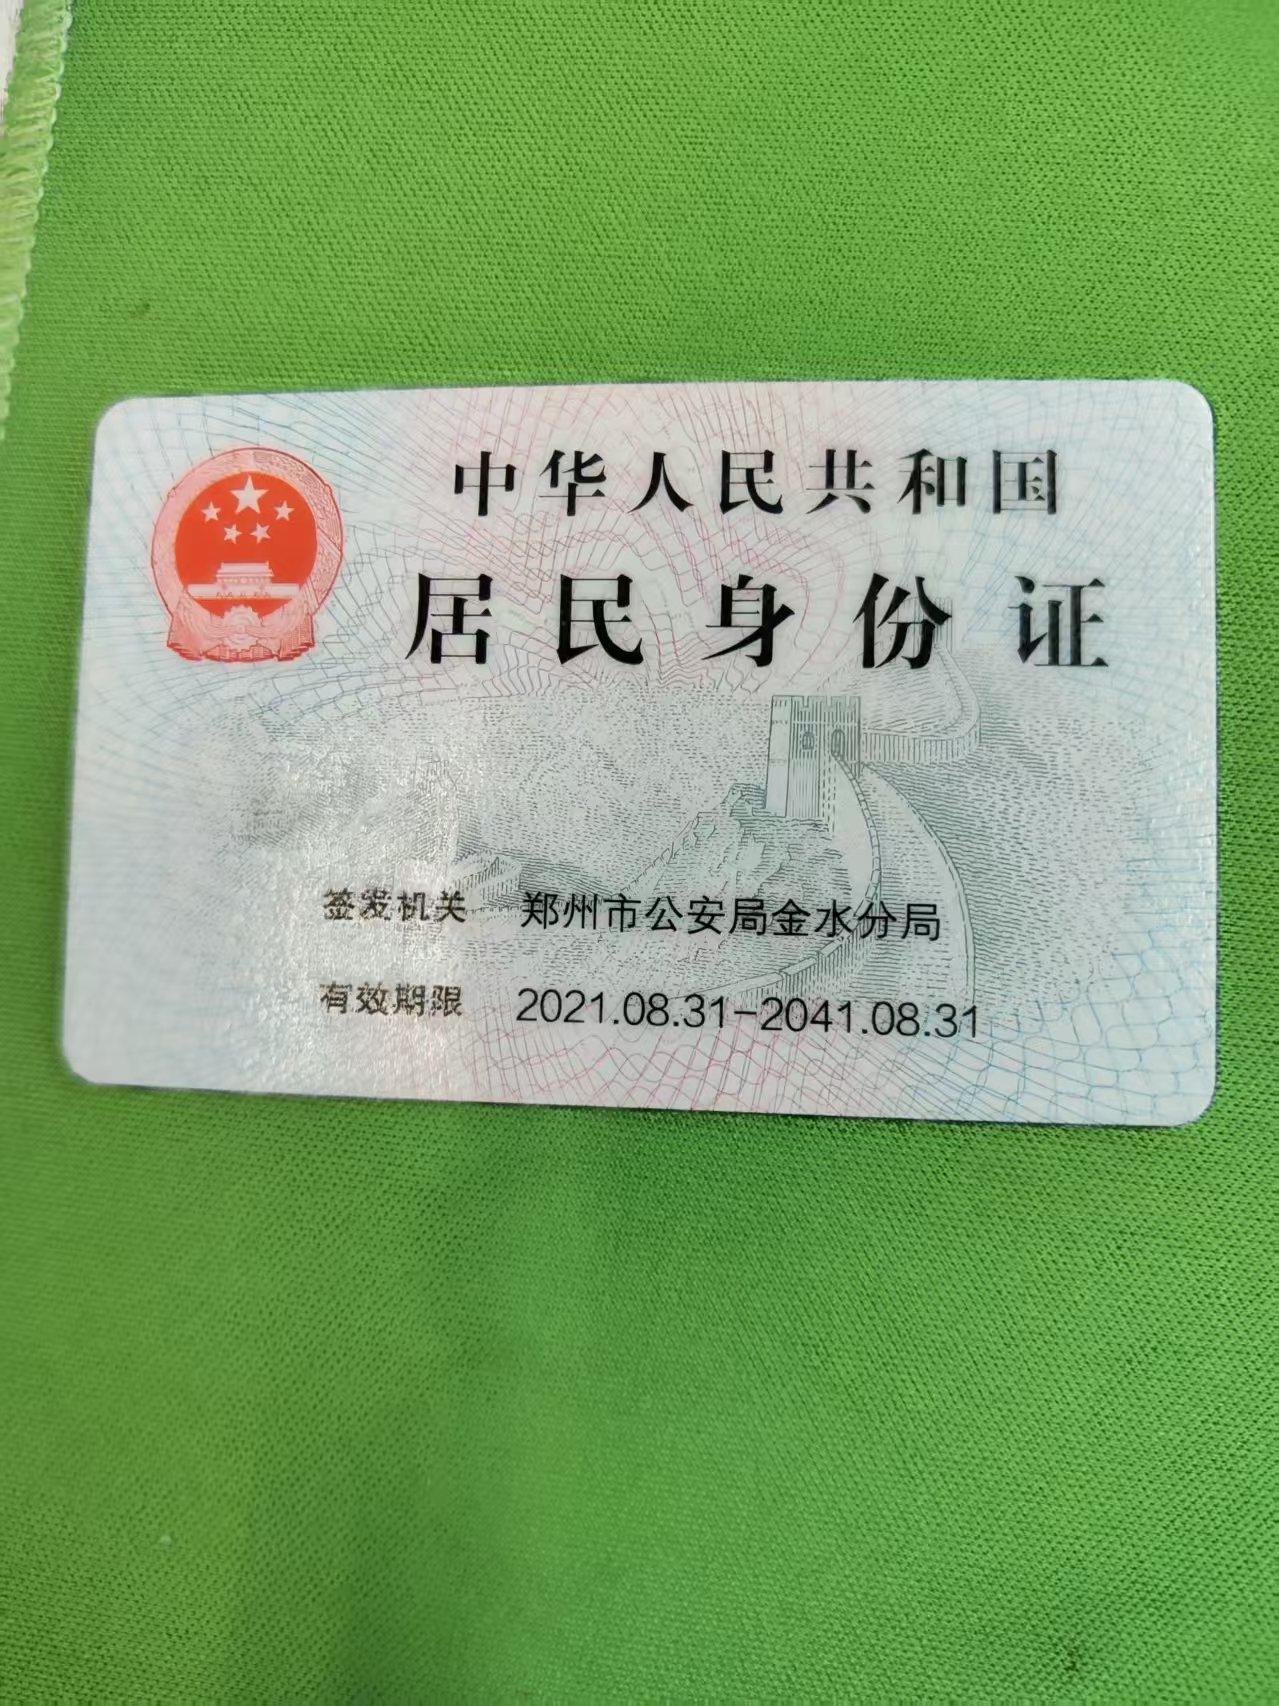 中华人民共和国
居民身份证
签发机关 郑州市公安局金水分局
有效期限 2021.08.31-2041.08.31